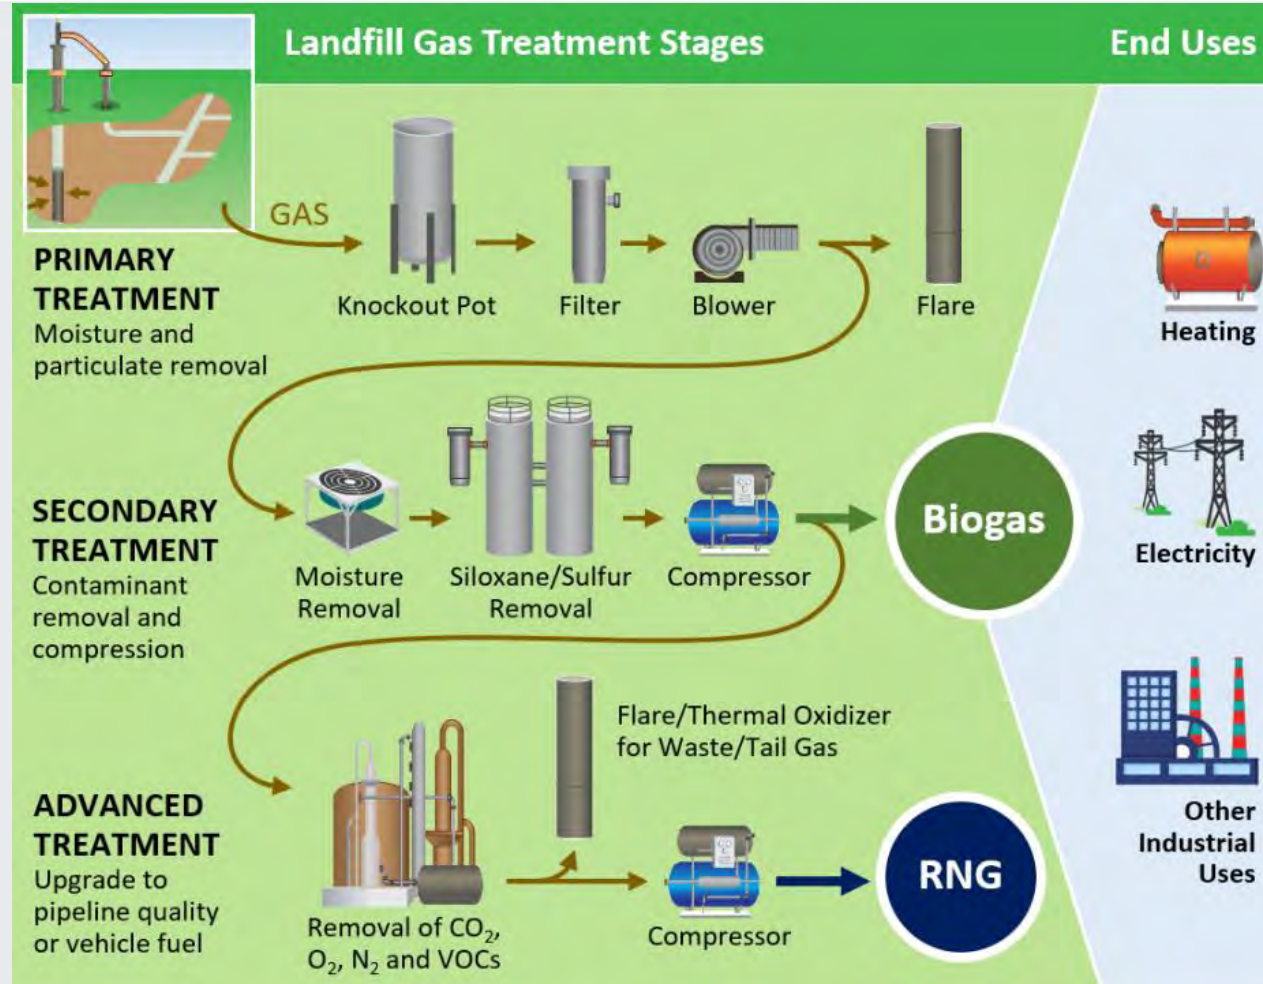 Landfill Gas Treatment Stages
End Uses
GAS
PRIMARY
TREATMENT
Moisture and
particulate removal
Knockout Pot
Filter
Blower
Flare
Heating
SECONDARY
TREATMENT
Contaminant
removal and
compression
Moisture
Removal
Siloxane/Sulfur
Removal
Compressor
Biogas
Electricity
ADVANCED
TREATMENT
Upgrade to
pipeline quality
or vehicle fuel
Removal of CO₂,
O₂, N₂ and VOCs
Flare/Thermal Oxidizer
for Waste/Tail Gas
Compressor
RNG
Other
Industrial
Uses